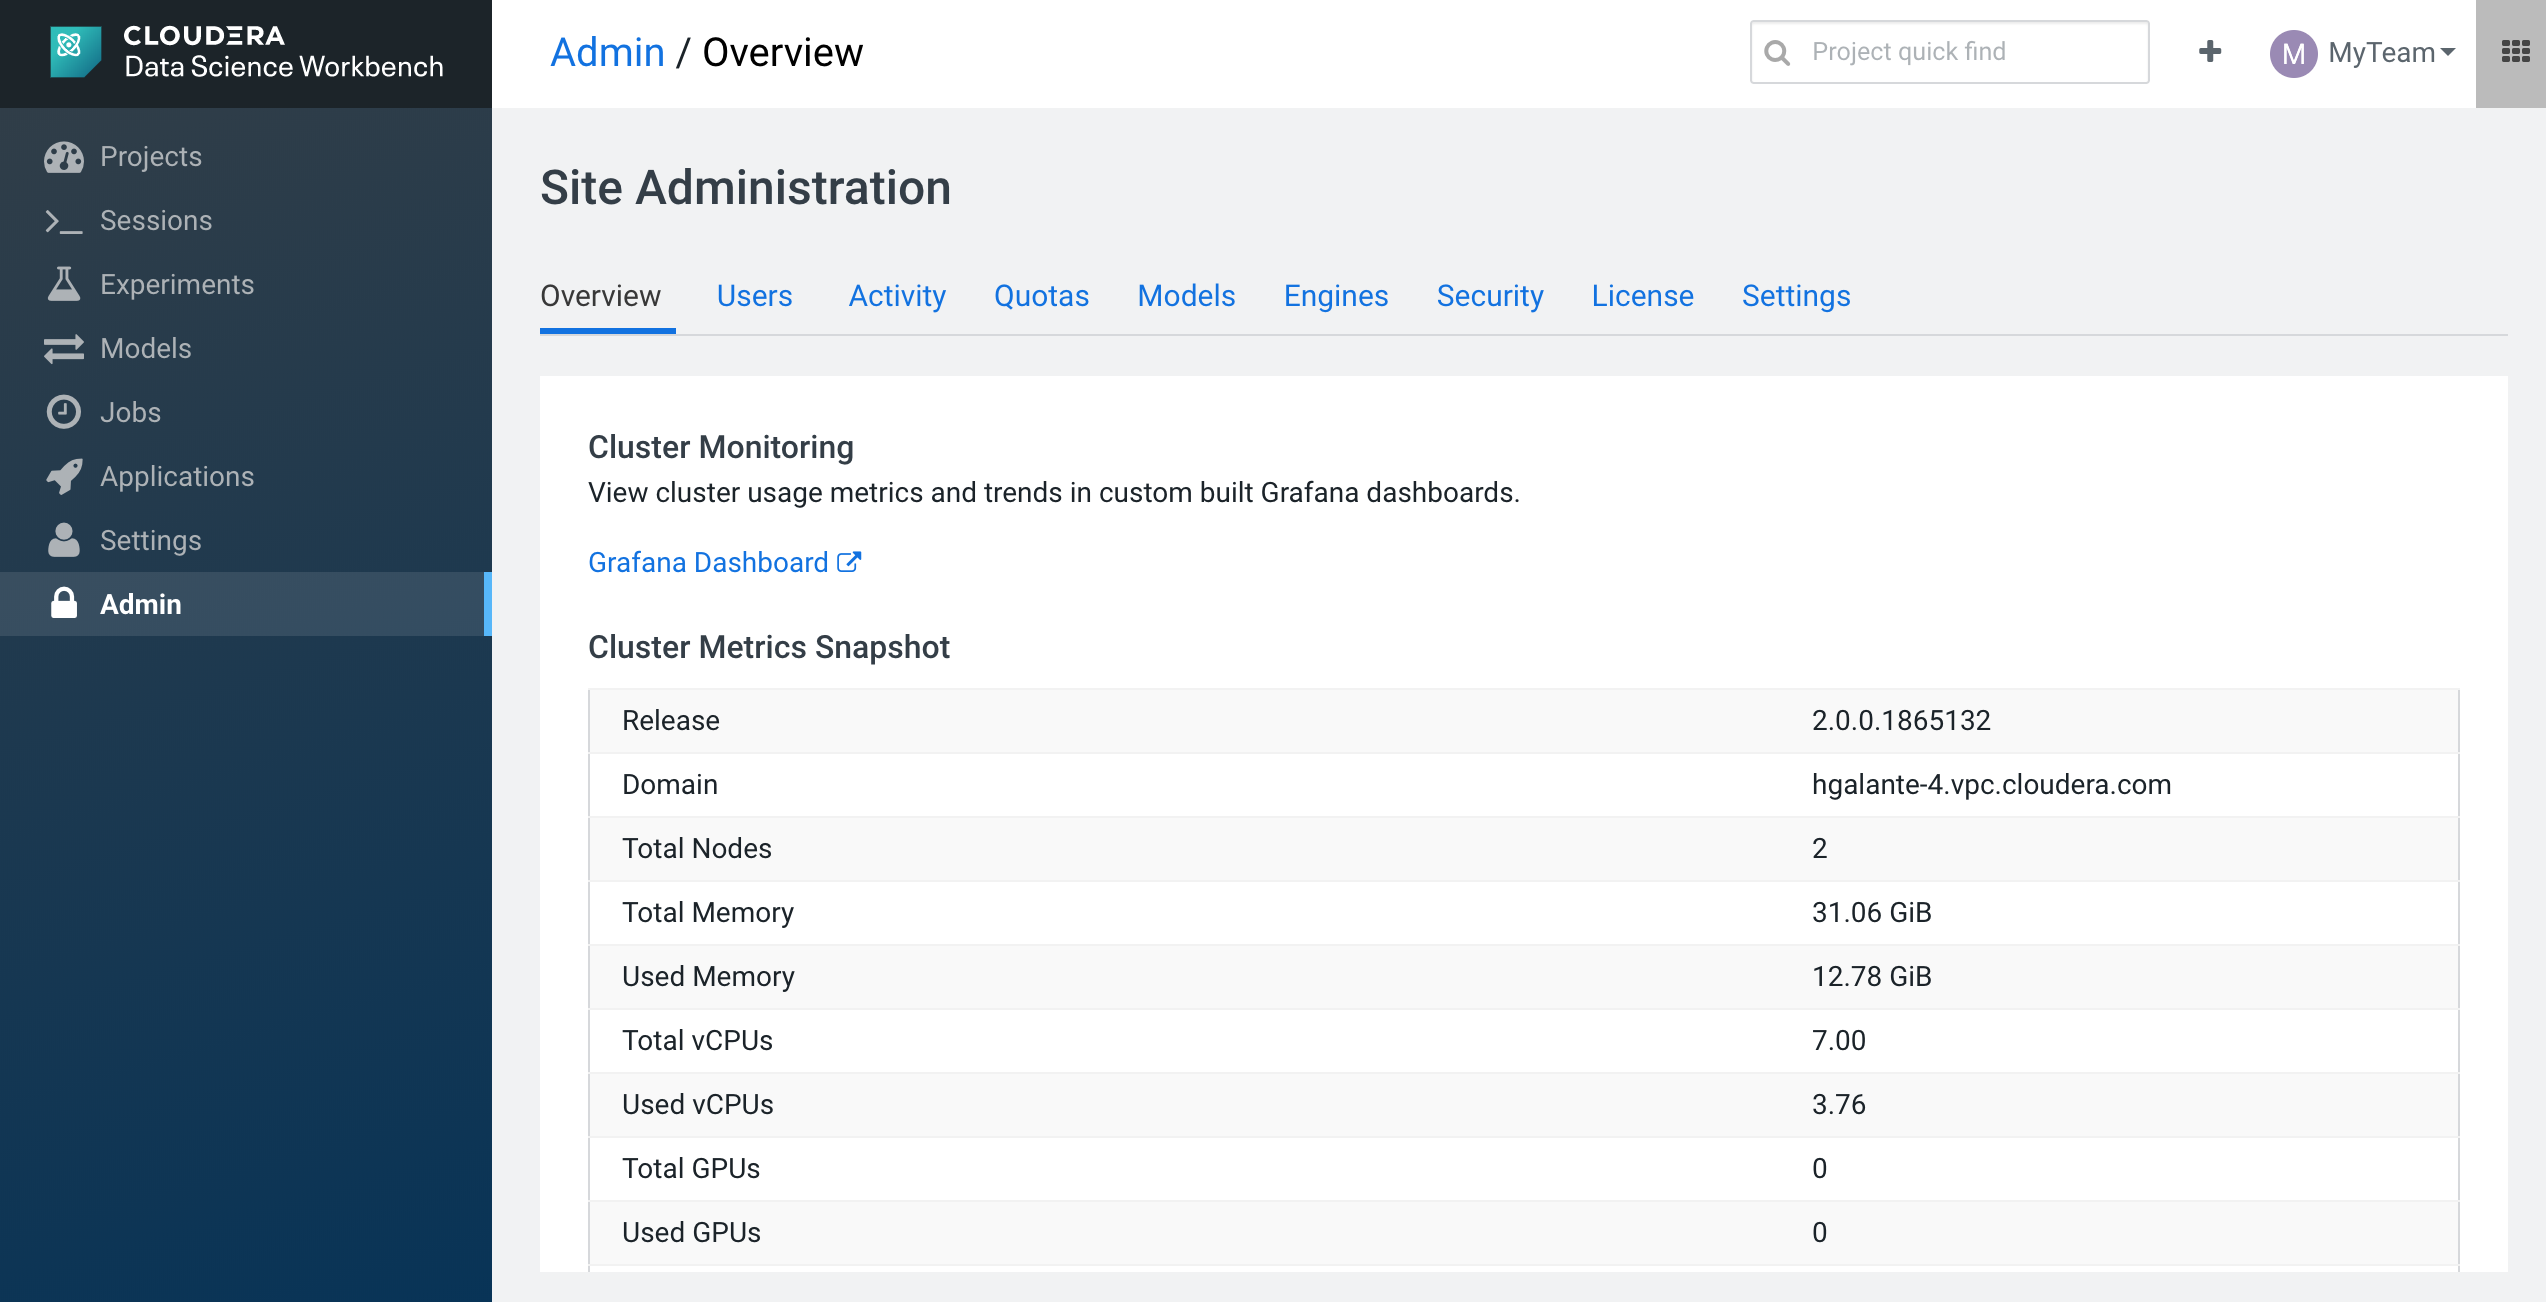 CLOUDERA
Data Science Workbench
Admin / Overview
Project quick find
M MyTeam
Projects
Sessions
Experiments
Models
Jobs
Applications
Settings
Admin
Site Administration
Overview Users Activity Quotas Models Engines Security License Settings
Cluster Monitoring
View cluster usage metrics and trends in custom built Grafana dashboards.
Grafana Dashboard
Cluster Metrics Snapshot
Release 2.0.0.1865132
Domain hgalante-4.vpc.cloudera.com
Total Nodes 2
Total Memory 31.06 GiB
Used Memory 12.78 GiB
Total vCPUs 7.00
Used vCPUs 3.76
Total GPUs 0
Used GPUs 0